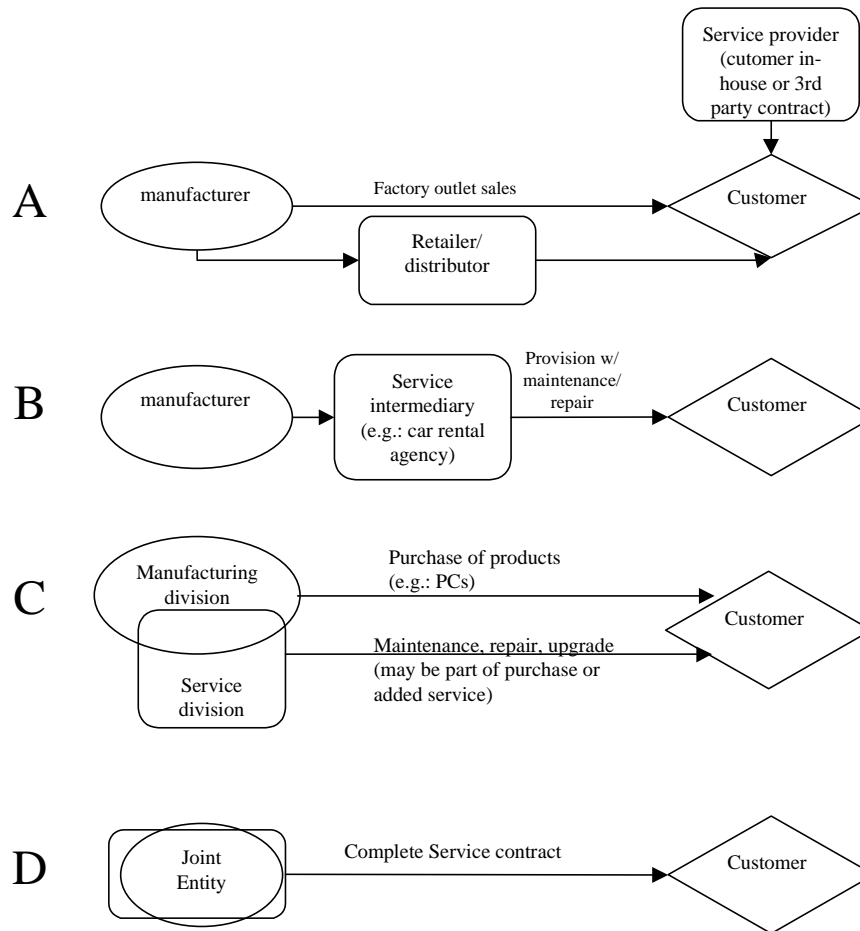 Service provider
(cutomer in-
house or 3rd
party contract)
A
manufacturer
Factory outlet sales
Customer
Retailer/
distributor
B
manufacturer
Service
intermediary
(e.g.: car rental
agency)
Provision w/
maintenance/
repair
Customer
C
Manufacturing
division
Purchase of products
(e.g.: PCs)
Customer
Service
division
Maintenance, repair, upgrade
(may be part of purchase or
added service)
D
Joint
Entity
Complete Service contract
Customer